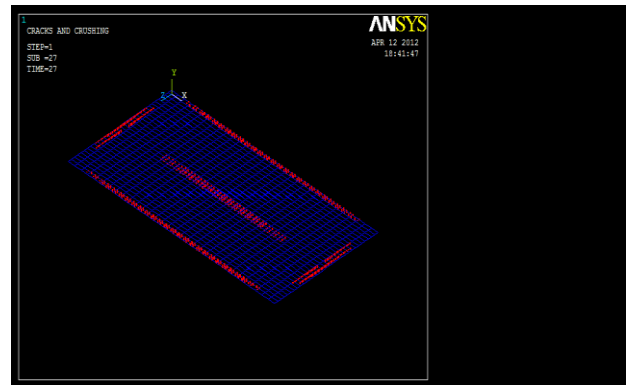 1
CRACKS AND CRUSHING
STEP=1
SUB =27
TIME=27
ANSYS
APR 12 2012
18:41:47
Y
Z X